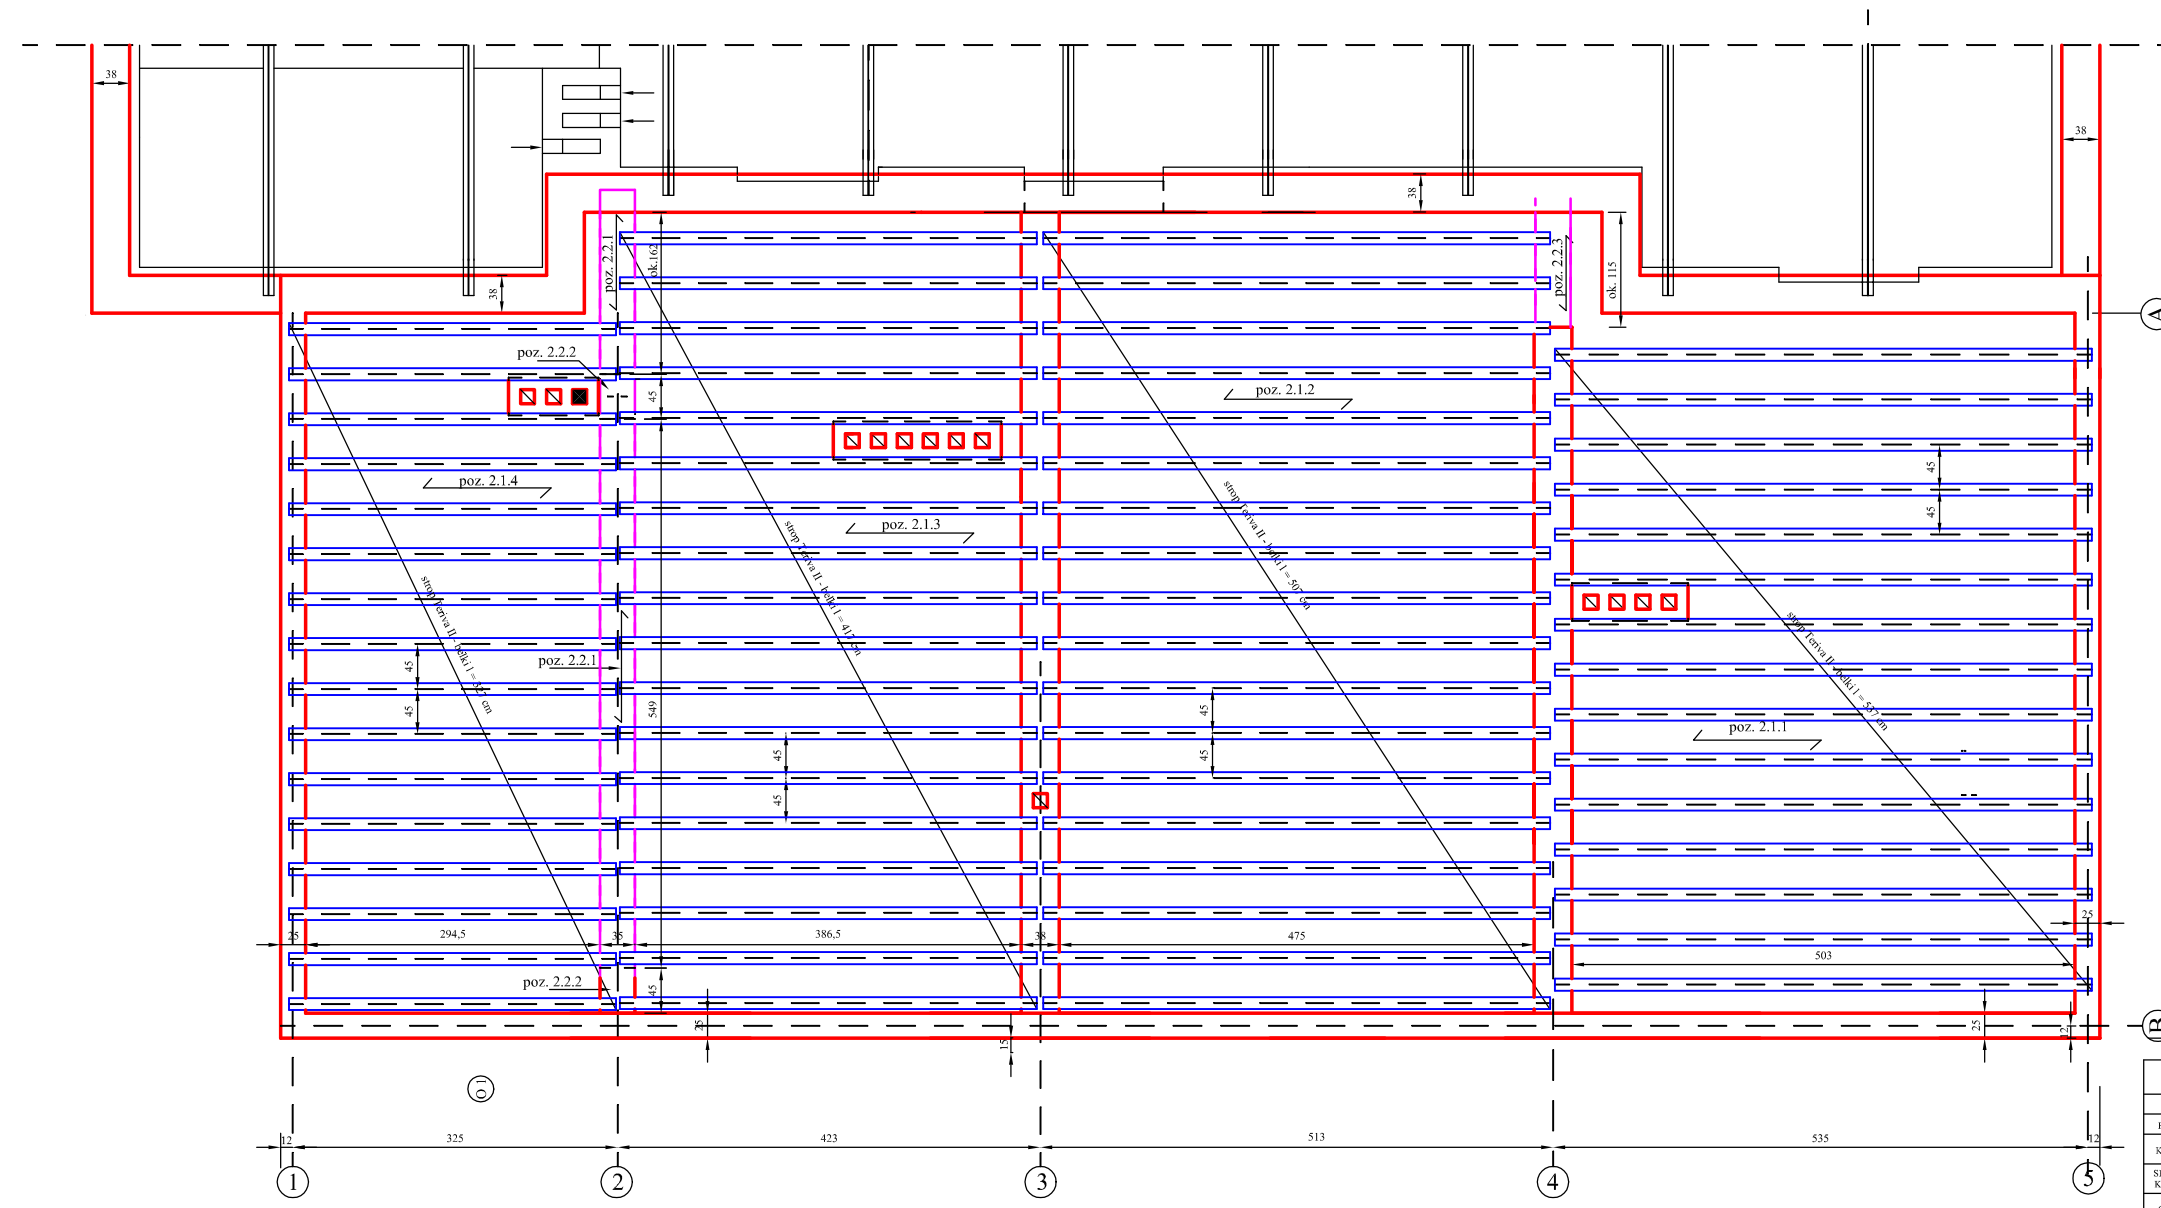 38
38
38
38
poz. 2.2.1
ok.162
poz. 2.2.3
ok. 115
A
poz. 2.2.2
45
poz. 2.1.2
poz. 2.1.4
poz. 2.1.3
45
45
strop Teriva II - belki l = 327 cm
strop Teriva II - belki l = 417 cm
strop Teriva II - belki l = 507 cm
strop Teriva II - belki l = 537 cm
poz. 2.2.1
45
45
549
45
45
45
45
poz. 2.1.1
25
294,5
35
386,5
38
475
503
25
poz. 2.2.2
45
25
15
25
12
B
O 1
12
325
423
513
535
12
1
2
3
4
5